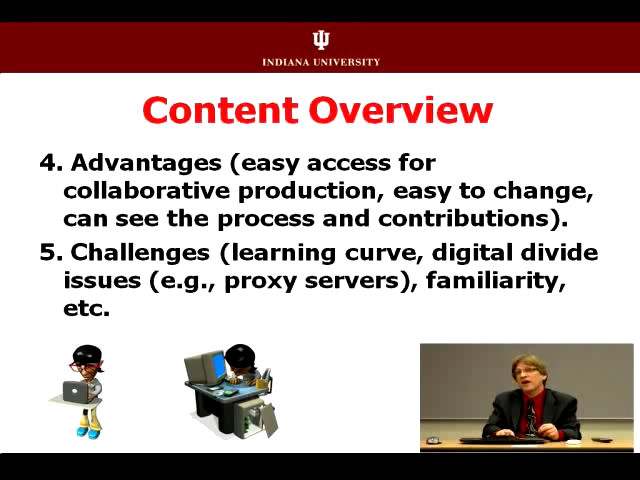 INDIANA UNIVERSITY
Content Overview
4. Advantages (easy access for
collaborative production, easy to change,
can see the process and contributions).
5. Challenges (learning curve, digital divide
issues (e.g., proxy servers), familiarity,
etc.